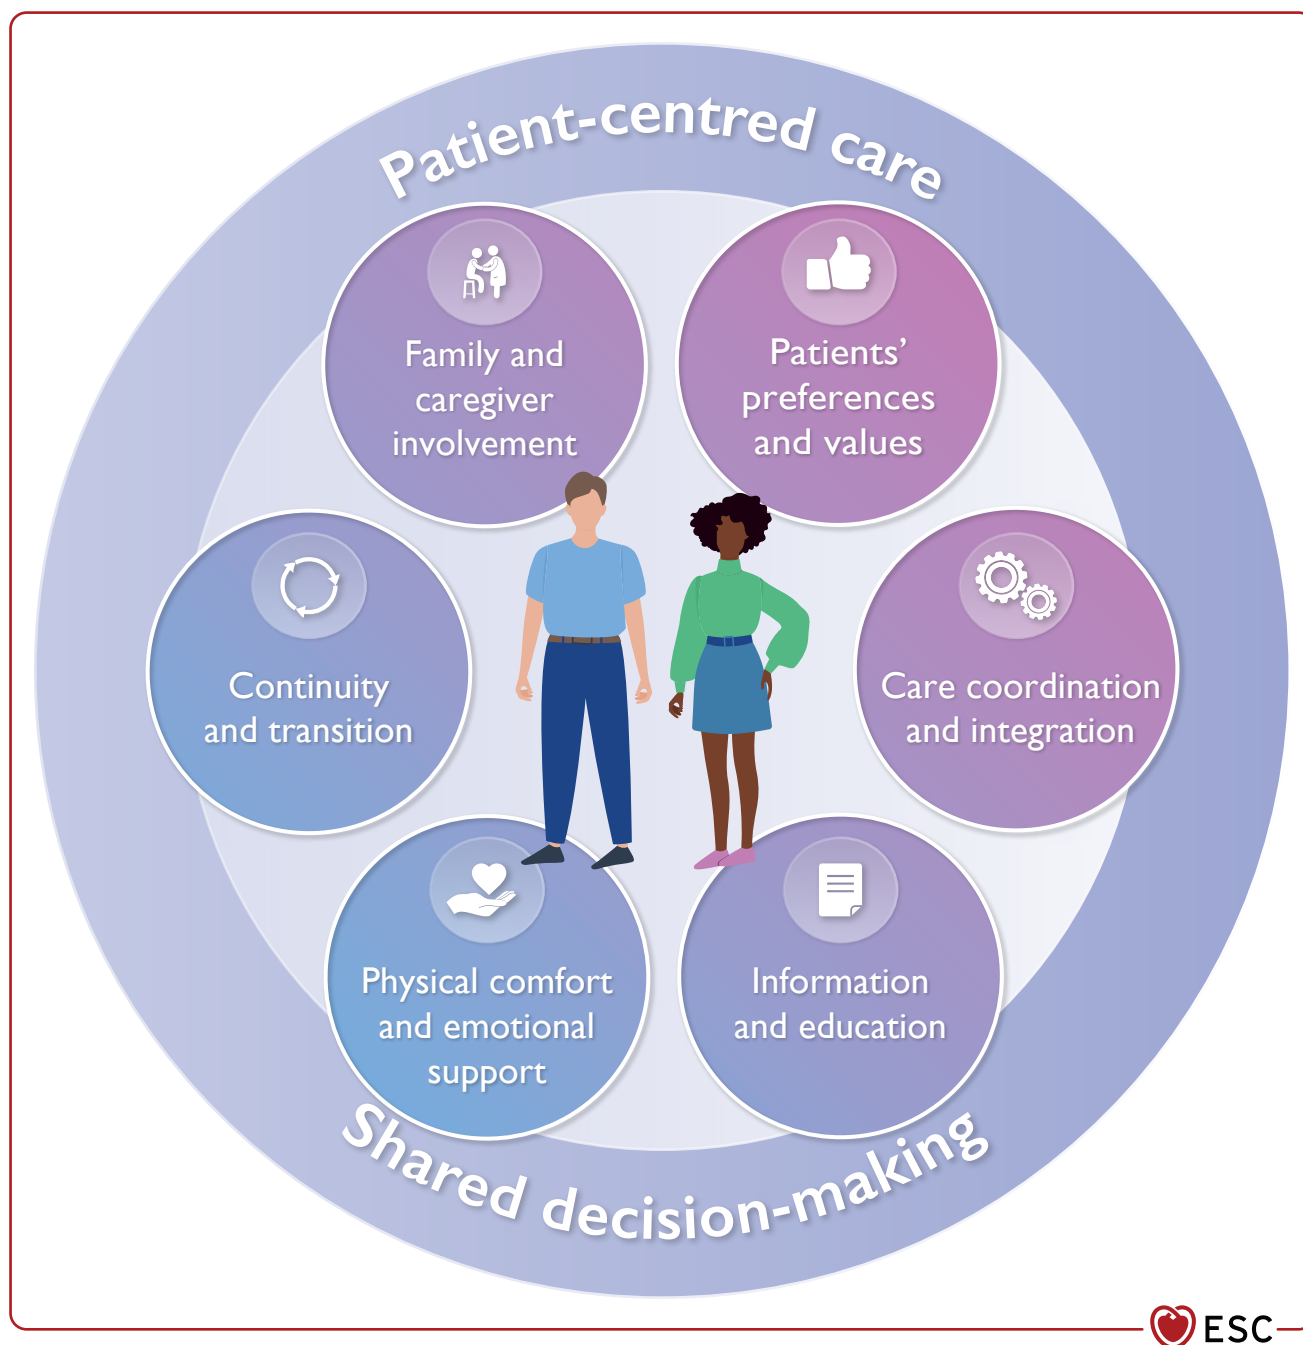 Patient-centred care
Family and
caregiver
involvement
Patients’
preferences
and values
Continuity
and transition
Care coordination
and integration
Physical comfort
and emotional
support
Information
and education
Shared decision-making
ESC